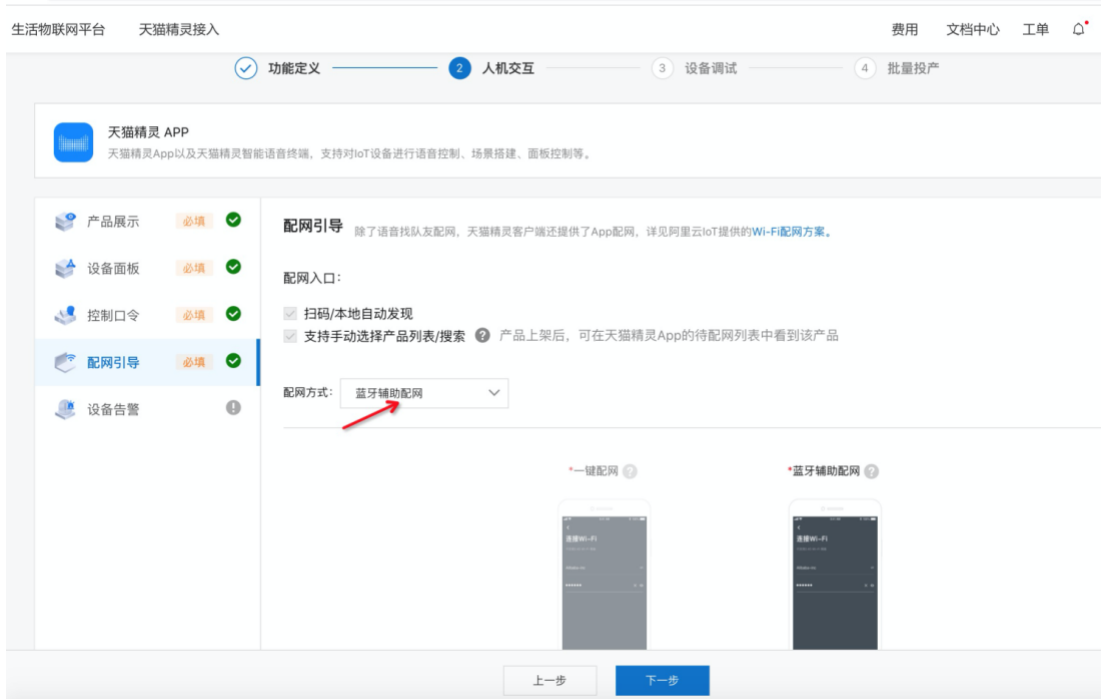 生活物联网平台 天猫精灵接入 费用 文档中心 工单
功能定义 2 人机交互 3 设备调试 4 批量投产
天猫精灵 APP
天猫精灵App以及天猫精灵智能语音终端，支持对IoT设备进行语音控制、场景搭建、面板控制等。
产品展示 必填
设备面板 必填
控制口令 必填
配网引导 必填
设备告警
配网引导 除了语音找队友配网，天猫精灵客户端还提供了App配网，详见阿里云IoT提供的Wi-Fi配网方案。
配网入口：
扫码/本地自动发现
支持手动选择产品列表/搜索 ? 产品上架后，可在天猫精灵App的待配网列表中看到该产品
配网方式： 蓝牙辅助配网
*一键配网 ? *蓝牙辅助配网 ?
连接Wi-Fi 连接Wi-Fi
上一步 下一步